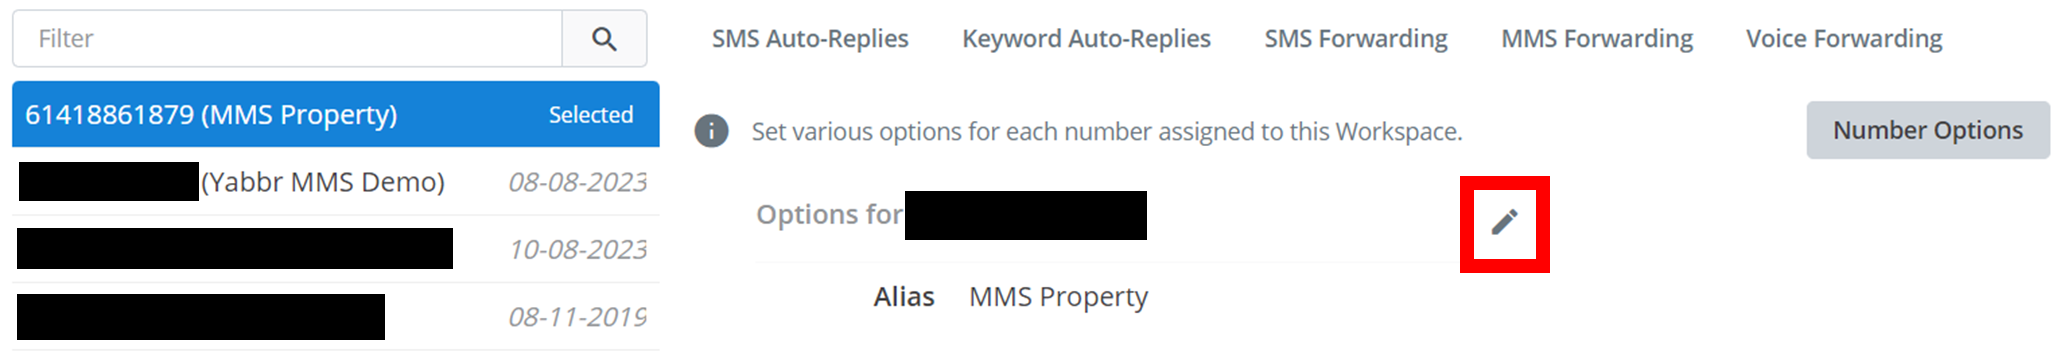 Filter
SMS Auto-Replies Keyword Auto-Replies SMS Forwarding MMS Forwarding Voice Forwarding
61418861879 (MMS Property) Selected
Set various options for each number assigned to this Workspace.
Number Options
(Yabbr MMS Demo) 08-08-2023
Options for
10-08-2023
Alias MMS Property
08-11-2019